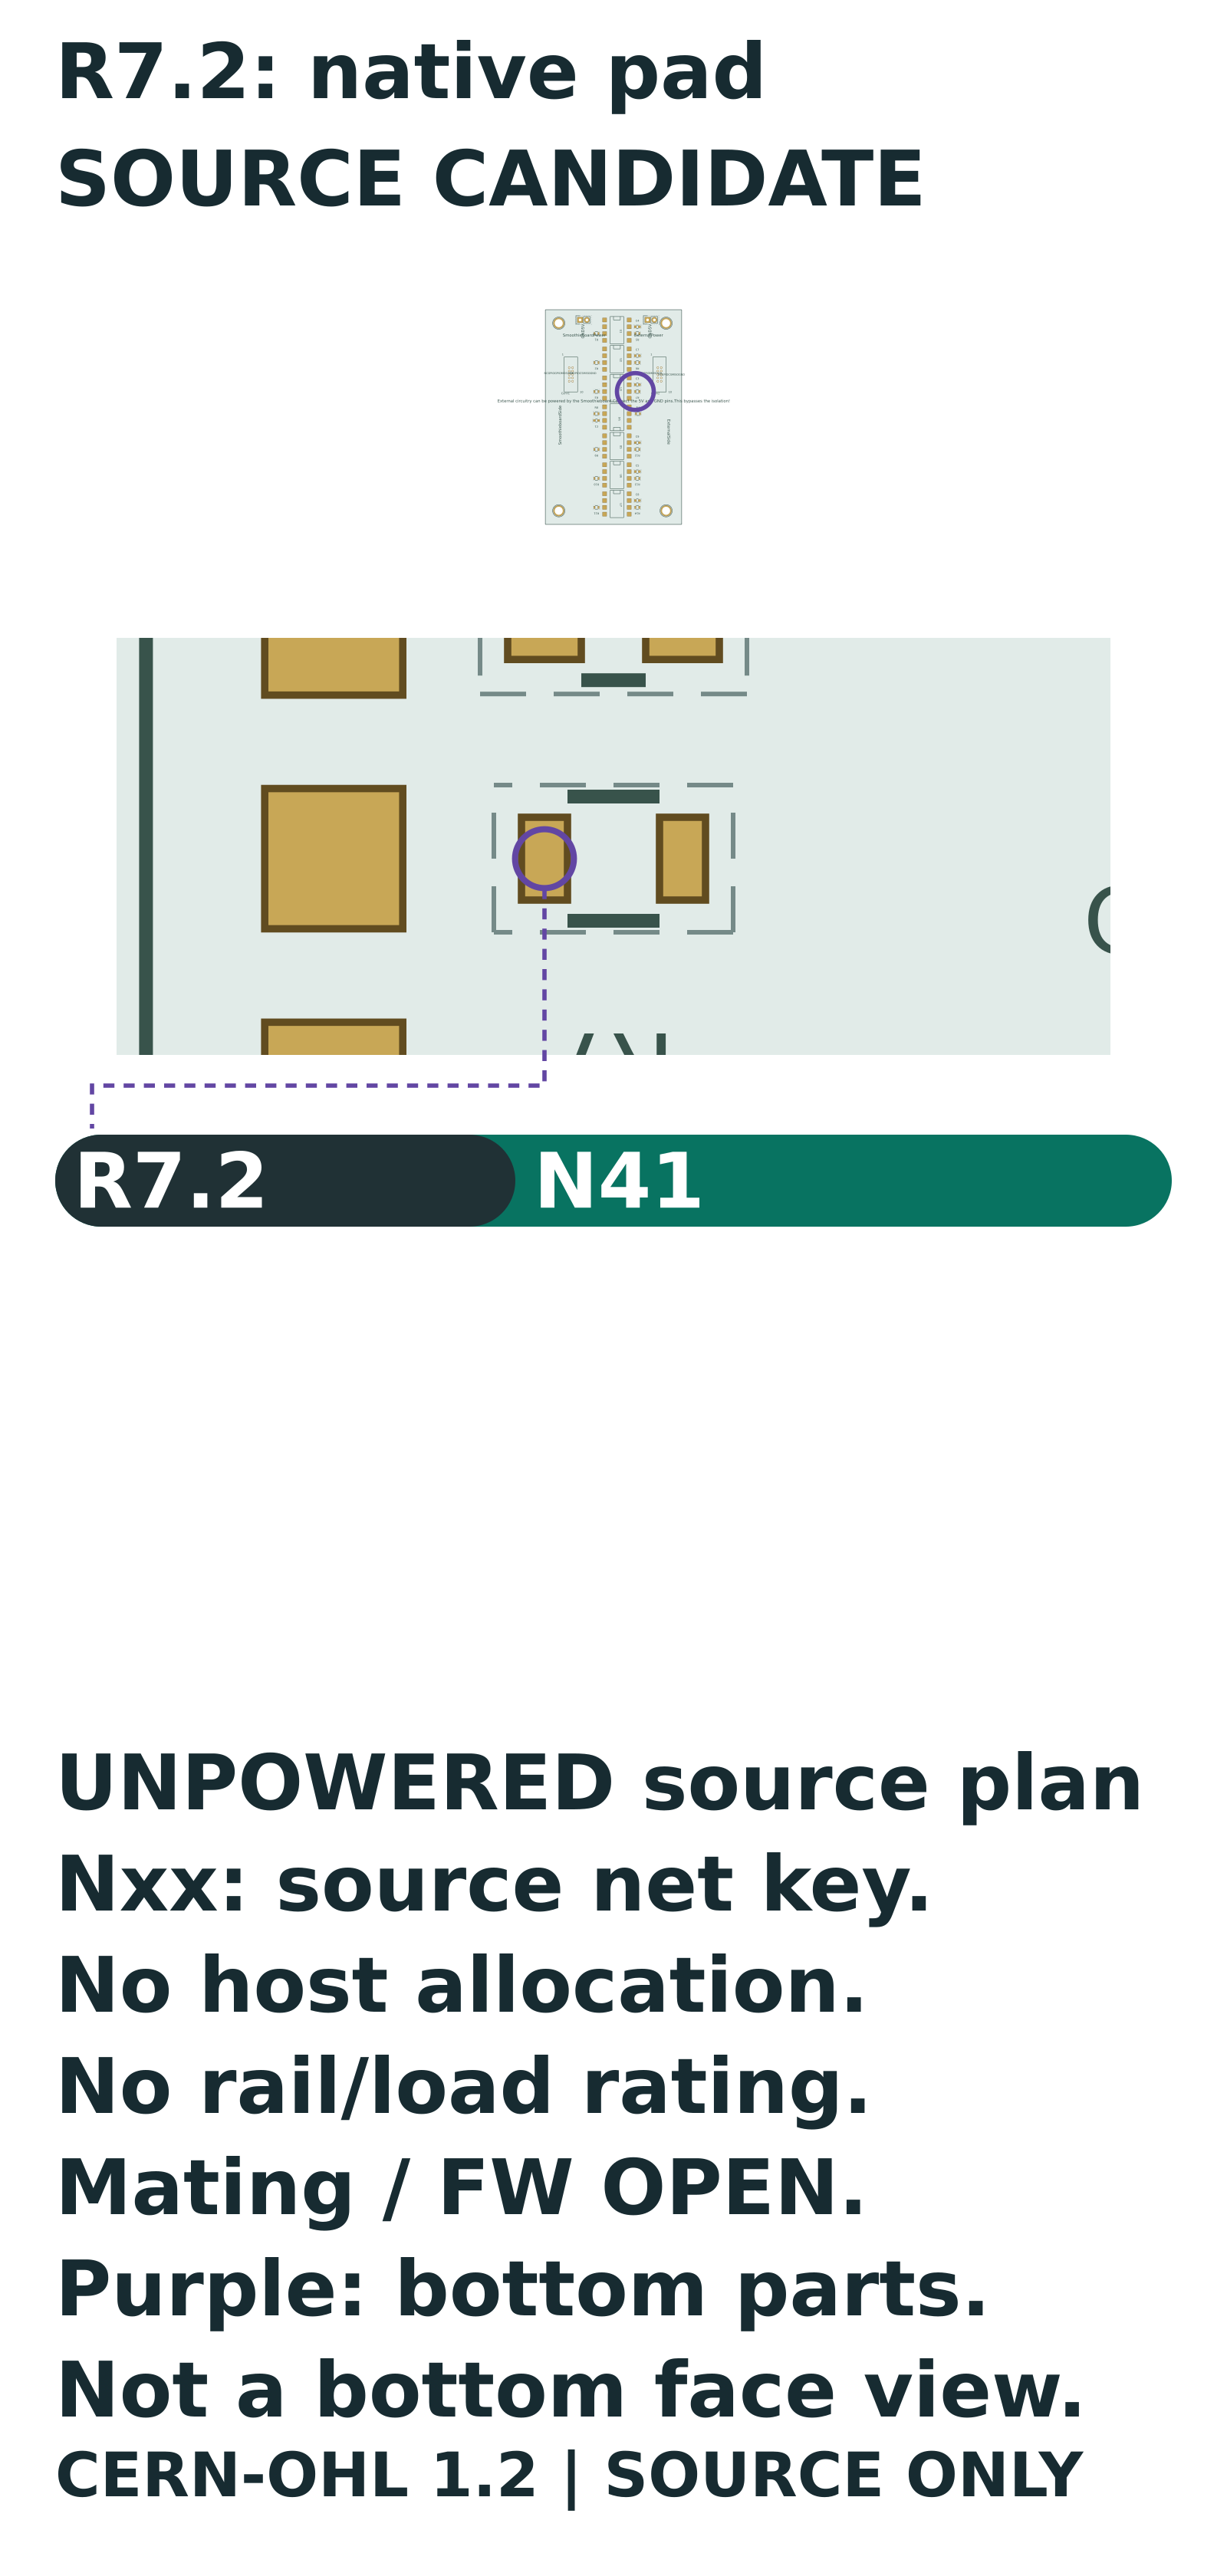 R7.2: native pad
SOURCE CANDIDATE
R7.2 N41
UNPOWERED source plan
Nxx: source net key.
No host allocation.
No rail/load rating.
Mating / FW OPEN.
Purple: bottom parts.
Not a bottom face view.
CERN-OHL 1.2 | SOURCE ONLY